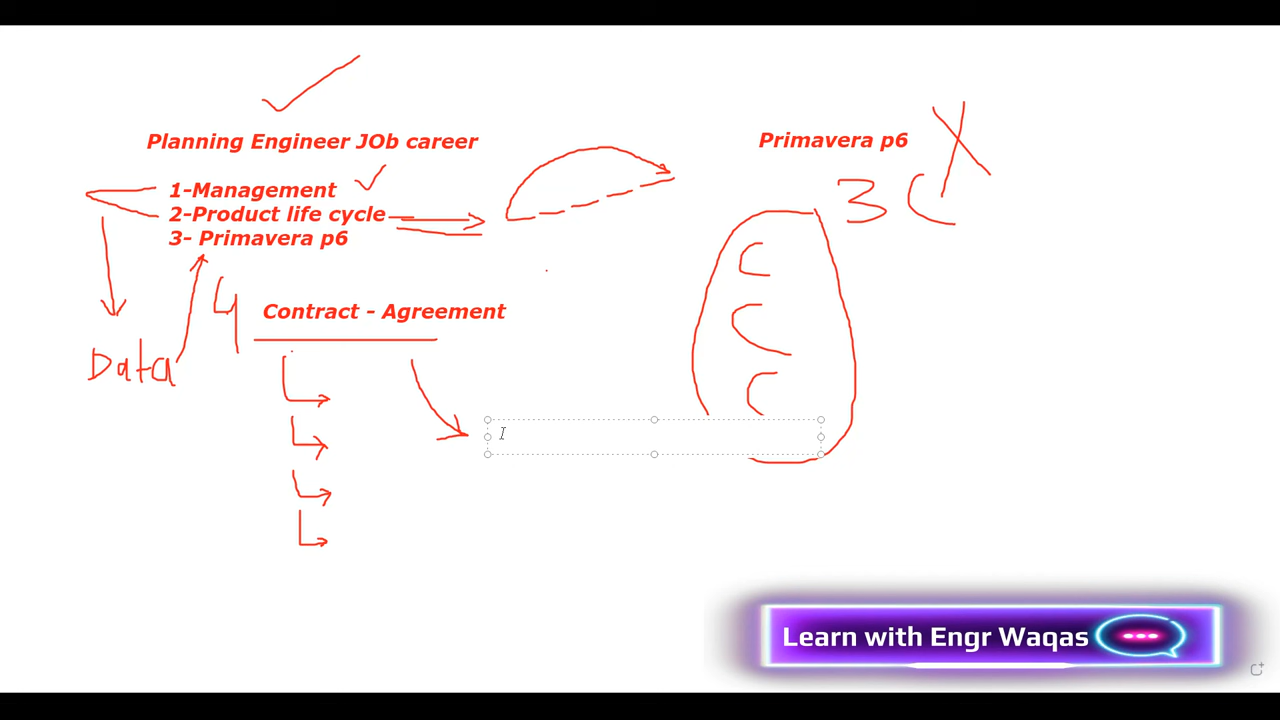 Planning Engineer JOb career
1-Management
2-Product life cycle
3- Primavera p6
4
Contract - Agreement
Data
Primavera p6
3 C
C
C
C
Learn with Engr Waqas